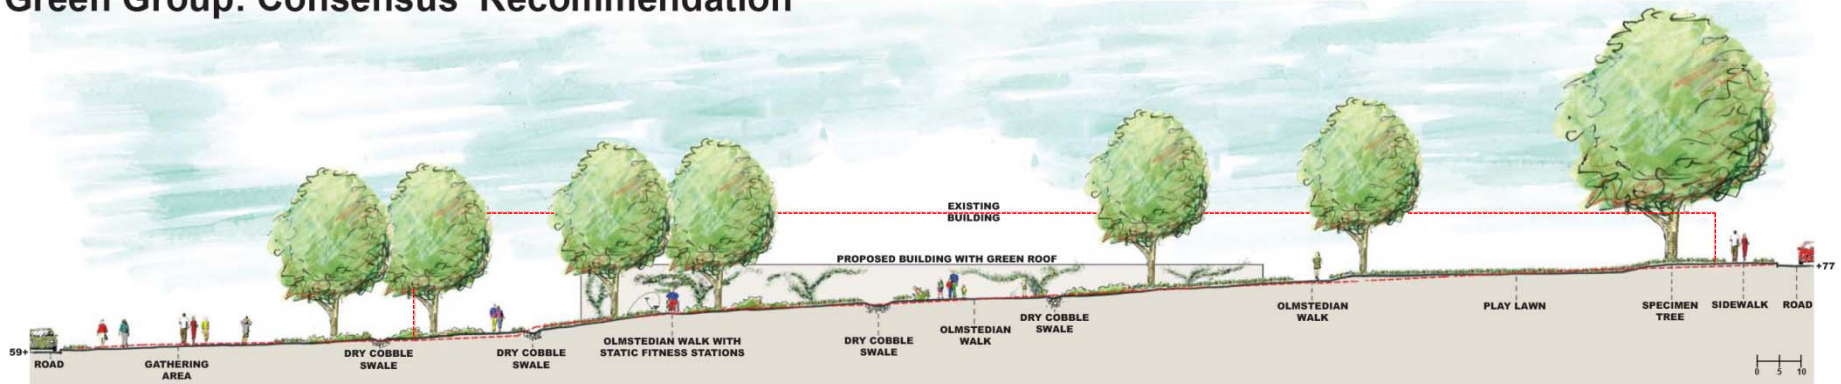 Green Group: Consensus Recommendation
EXISTING
BUILDING
PROPOSED BUILDING WITH GREEN ROOF
59+
ROAD
GATHERING
AREA
DRY COBBLE
SWALE
DRY COBBLE
SWALE
OLMSTEDIAN WALK WITH
STATIC FITNESS STATIONS
DRY COBBLE
SWALE
OLMSTEDIAN
WALK
DRY COBBLE
SWALE
OLMSTEDIAN
WALK
PLAY LAWN
SPECIMEN
TREE
SIDEWALK
ROAD
+77
0 5 10